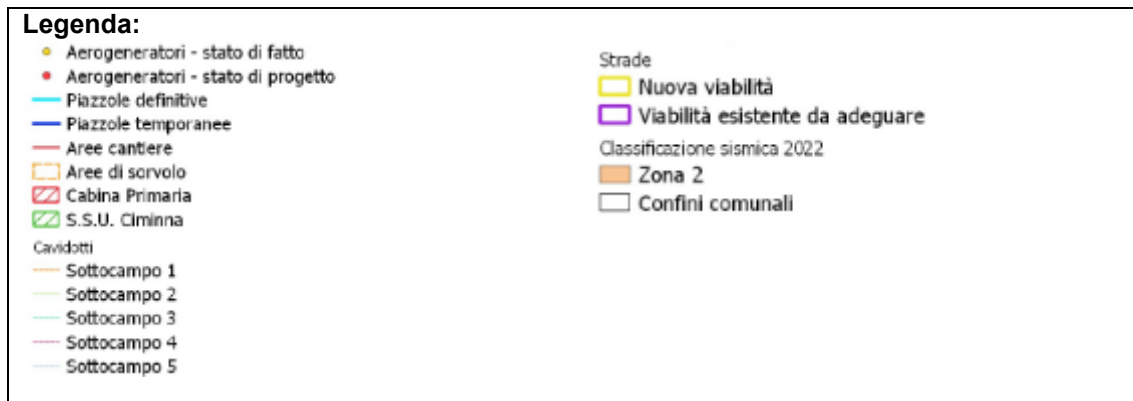 Legenda:
Aerogeneratori - stato di fatto
Aerogeneratori - stato di progetto
Piazzole definitive
Piazzole temporanee
Aree cantiere
Aree di sorvolo
Cabina Primaria
S.S.U. Ciminna
Cavidotti
Sottocampo 1
Sottocampo 2
Sottocampo 3
Sottocampo 4
Sottocampo 5
Strade
Nuova viabilità
Viabilità esistente da adeguare
Classificazione sismica 2022
Zona 2
Confini comunali